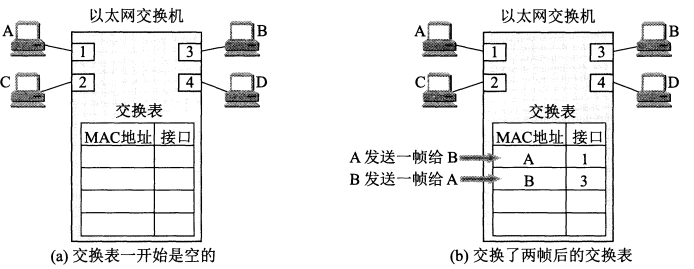 以太网交换机
A
1
3
B
C
2
4
D
交换表
MAC地址 接口
(a) 交换表一开始是空的
以太网交换机
A
1
3
B
C
2
4
D
交换表
MAC地址 接口
A 发送一帧给 B
A 1
B 发送一帧给 A
B 3
(b) 交换了两帧后的交换表